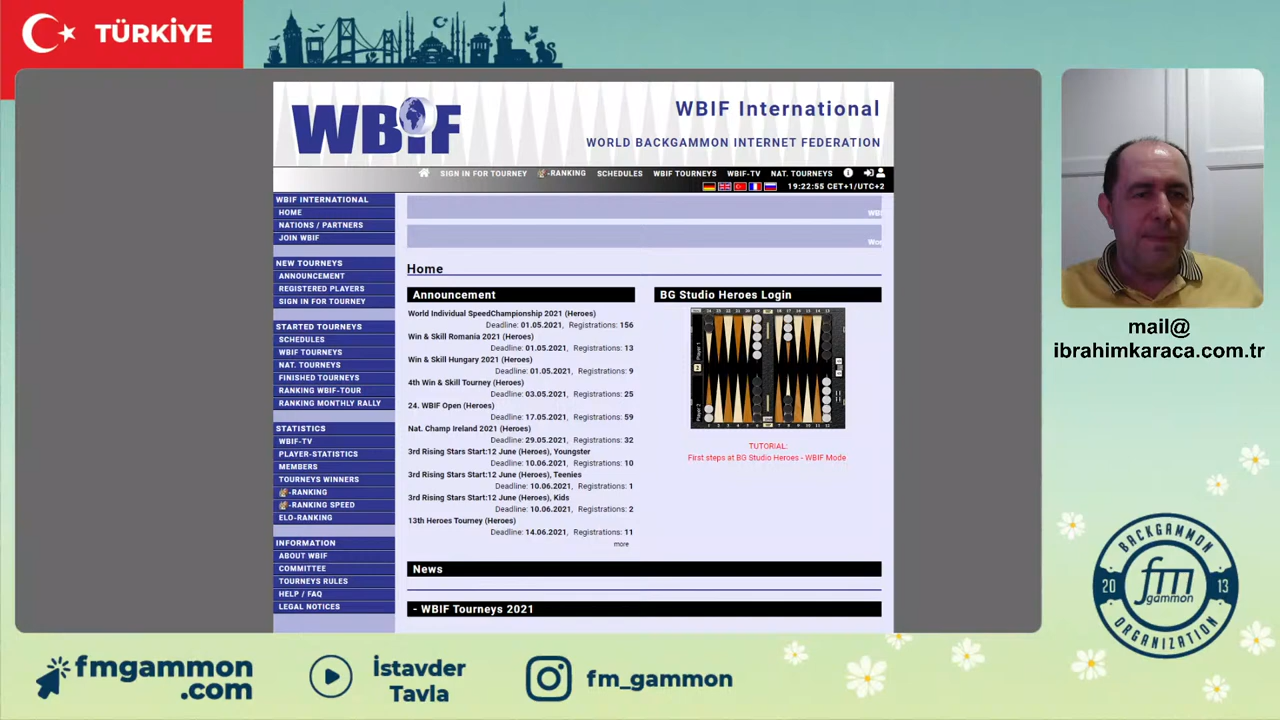 TÜRKİYE
WBIF
WBIF International
WORLD BACKGAMMON INTERNET FEDERATION
SIGN IN FOR TOURNEY -RANKING SCHEDULES WBIF TOURNEYS WBIF-TV NAT. TOURNEYS
19:22:55 CET+1/UTC+2
WBIF INTERNATIONAL
HOME
NATIONS / PARTNERS
JOIN WBIF
NEW TOURNEYS
ANNOUNCEMENT
REGISTERED PLAYERS
SIGN IN FOR TOURNEY
STARTED TOURNEYS
SCHEDULES
WBIF TOURNEYS
NAT. TOURNEYS
FINISHED TOURNEYS
RANKING WBIF-TOUR
RANKING MONTHLY RALLY
STATISTICS
WBIF-TV
PLAYER-STATISTICS
MEMBERS
TOURNEYS WINNERS
-RANKING
-RANKING SPEED
ELO-RANKING
INFORMATION
ABOUT WBIF
COMMITTEE
TOURNEYS RULES
HELP / FAQ
LEGAL NOTICES
WBI
Wor
Home
Announcement
World Individual SpeedChampionship 2021 (Heroes)
Deadline: 01.05.2021, Registrations: 156
Win & Skill Romania 2021 (Heroes)
Deadline: 01.05.2021, Registrations: 13
Win & Skill Hungary 2021 (Heroes)
Deadline: 01.05.2021, Registrations: 9
4th Win & Skill Tourney (Heroes)
Deadline: 03.05.2021, Registrations: 25
24. WBIF Open (Heroes)
Deadline: 17.05.2021, Registrations: 59
Nat. Champ Ireland 2021 (Heroes)
Deadline: 29.05.2021, Registrations: 32
3rd Rising Stars Start:12 June (Heroes), Youngster
Deadline: 10.06.2021, Registrations: 10
3rd Rising Stars Start:12 June (Heroes), Teenies
Deadline: 10.06.2021, Registrations: 1
3rd Rising Stars Start:12 June (Heroes), Kids
Deadline: 10.06.2021, Registrations: 2
13th Heroes Tourney (Heroes)
Deadline: 14.06.2021, Registrations: 11
more
BG Studio Heroes Login
Player 1
Player 2
TUTORIAL:
First steps at BG Studio Heroes - WBIF Mode
News
- WBIF Tourneys 2021
mail@
ibrahimkaraca.com.tr
BACKGAMMON
20 fm 13
gammon
ORGANIZATION
fmgammon
.com
İstavder
Tavla
fm_gammon